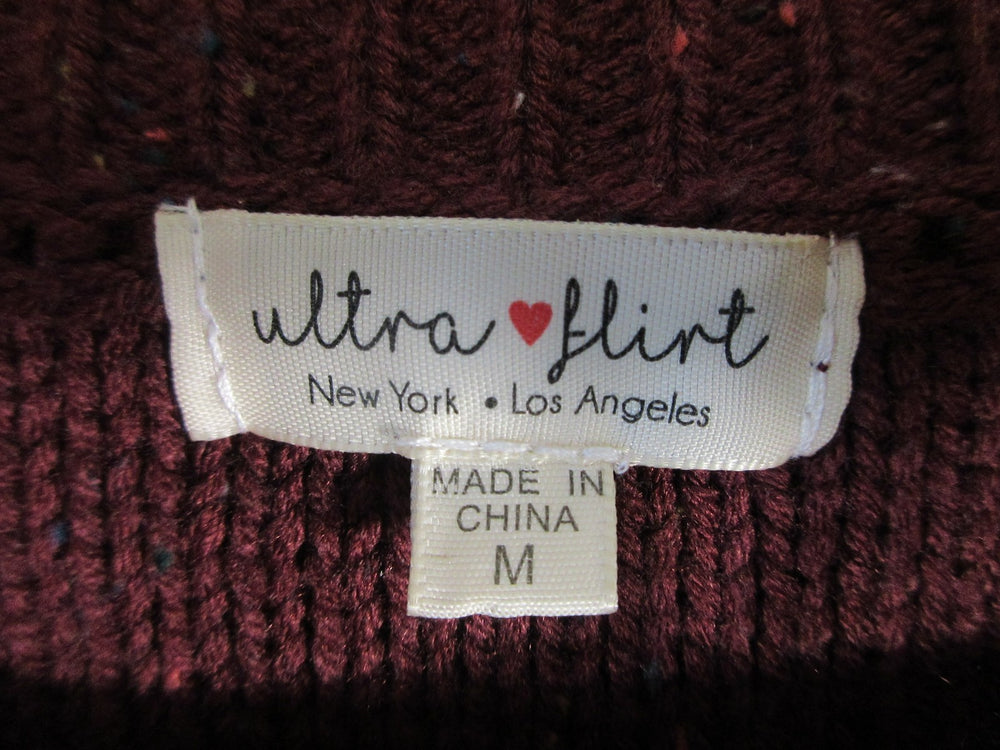 ultra ♥ flirt
New York • Los Angeles
MADE IN
CHINA
M